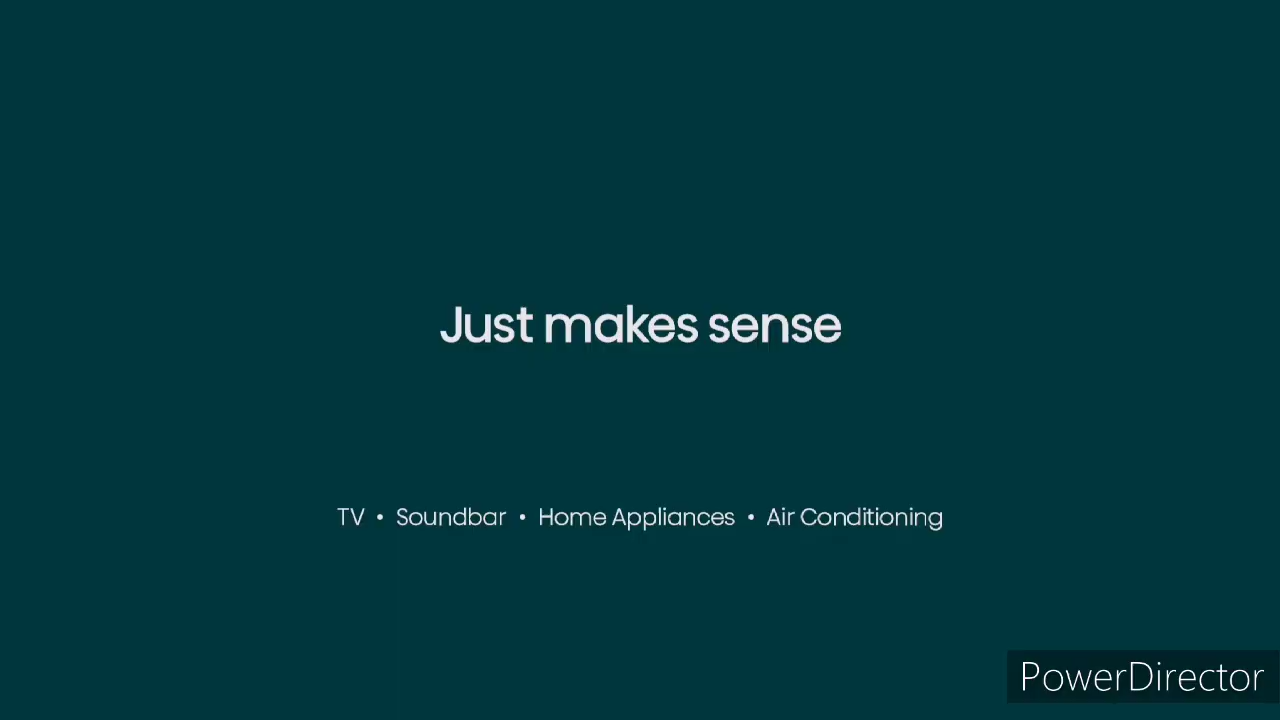 Just makes sense
TV • Soundbar • Home Appliances • Air Conditioning
PowerDirector